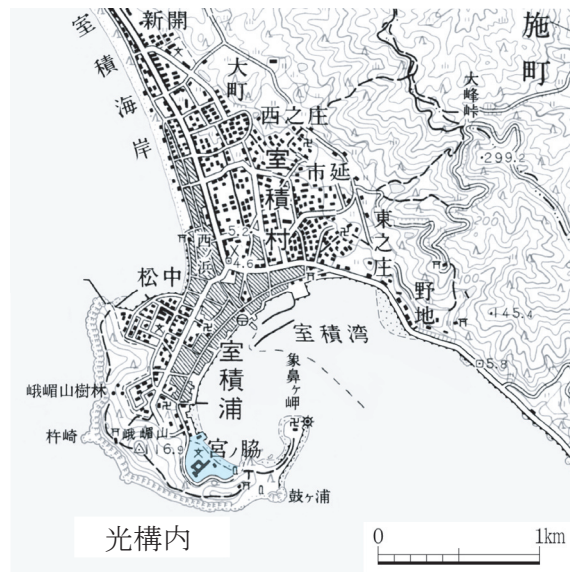 新開
室積海岸
大町
施町
大峰峠
西之庄
室積村
市延
299.2
東之庄
5.2
4.6
西ノ浜
松中
野地
145.4
室積湾
5.8
象鼻ヶ岬
室積浦
峨嵋山樹林
杵崎
峨嵋山
116.9
宮ノ脇
鼓ヶ浦
光構内
0
1km